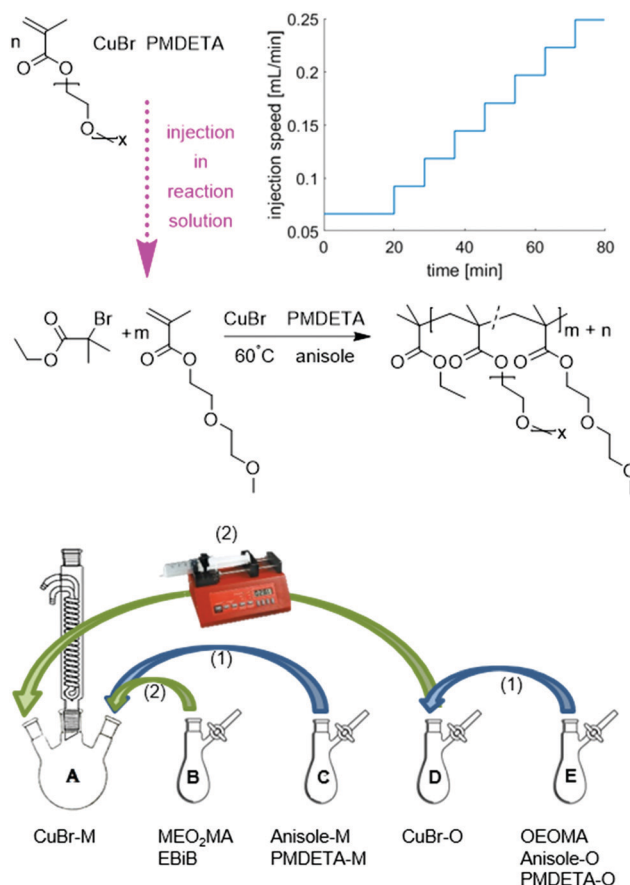 n
CuBr PMDETA
O
O
O
x
injection
in
reaction
solution
injection speed [mL/min]
0.25
0.2
0.15
0.1
0.05
0
20
40
60
80
time [min]
O
Br
O
+m
O
O
O
O
CuBr PMDETA
60°C anisole
m + n
O
O
O
O
O
O
O
x
O
O
(2)
(1)
(2)
(1)
A
B
C
D
E
CuBr-M
MEO₂MA
EBiB
Anisole-M
PMDETA-M
CuBr-O
OEOMA
Anisole-O
PMDETA-O